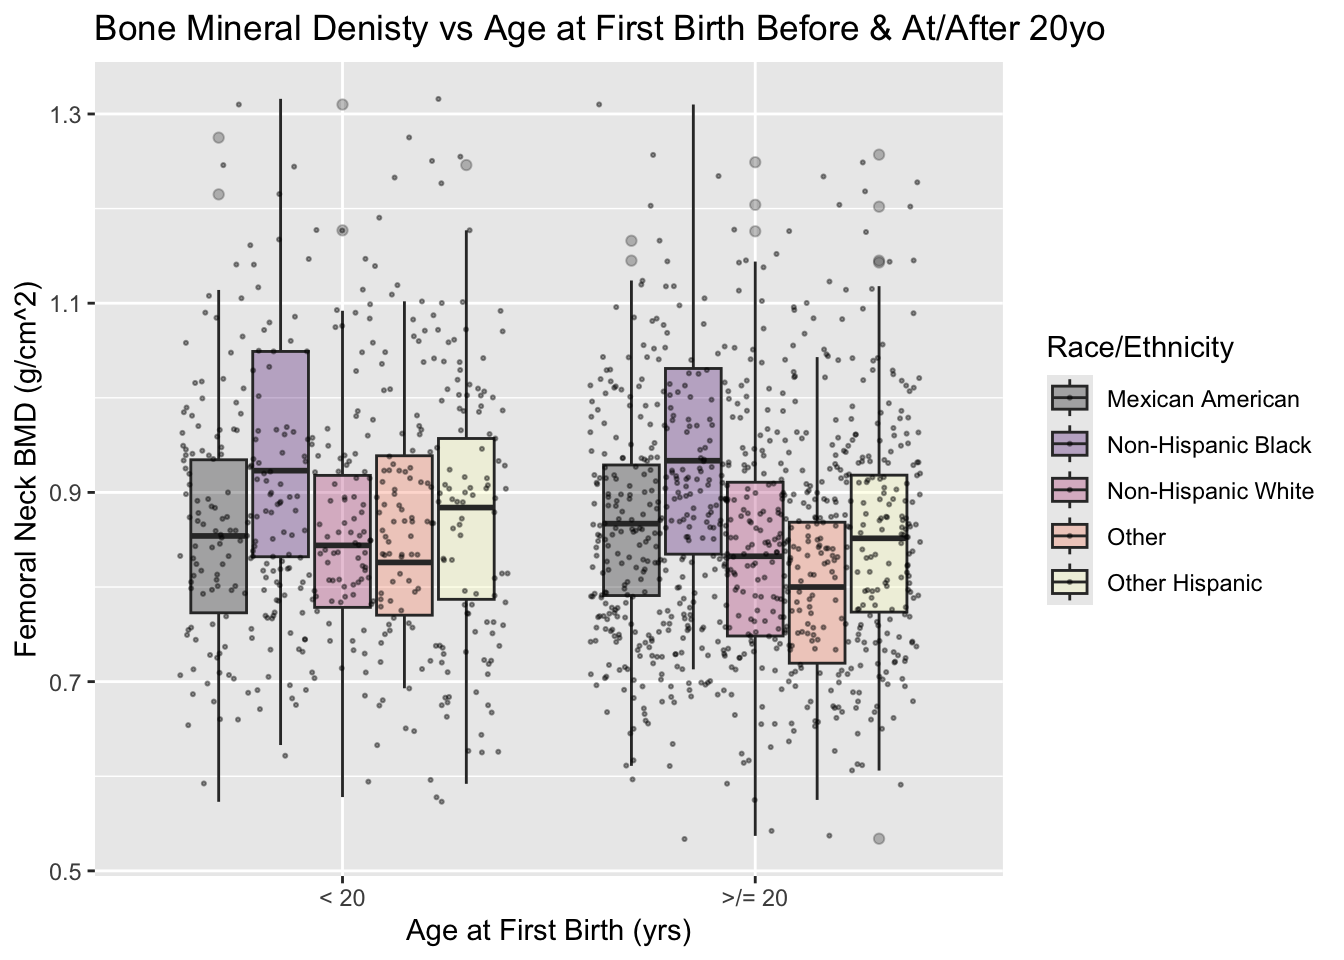 Bone Mineral Denisty vs Age at First Birth Before & At/After 20yo
Femoral Neck BMD (g/cm^2)
1.3
1.1
0.9
0.7
0.5
< 20
>/= 20
Age at First Birth (yrs)
Race/Ethnicity
Mexican American
Non-Hispanic Black
Non-Hispanic White
Other
Other Hispanic